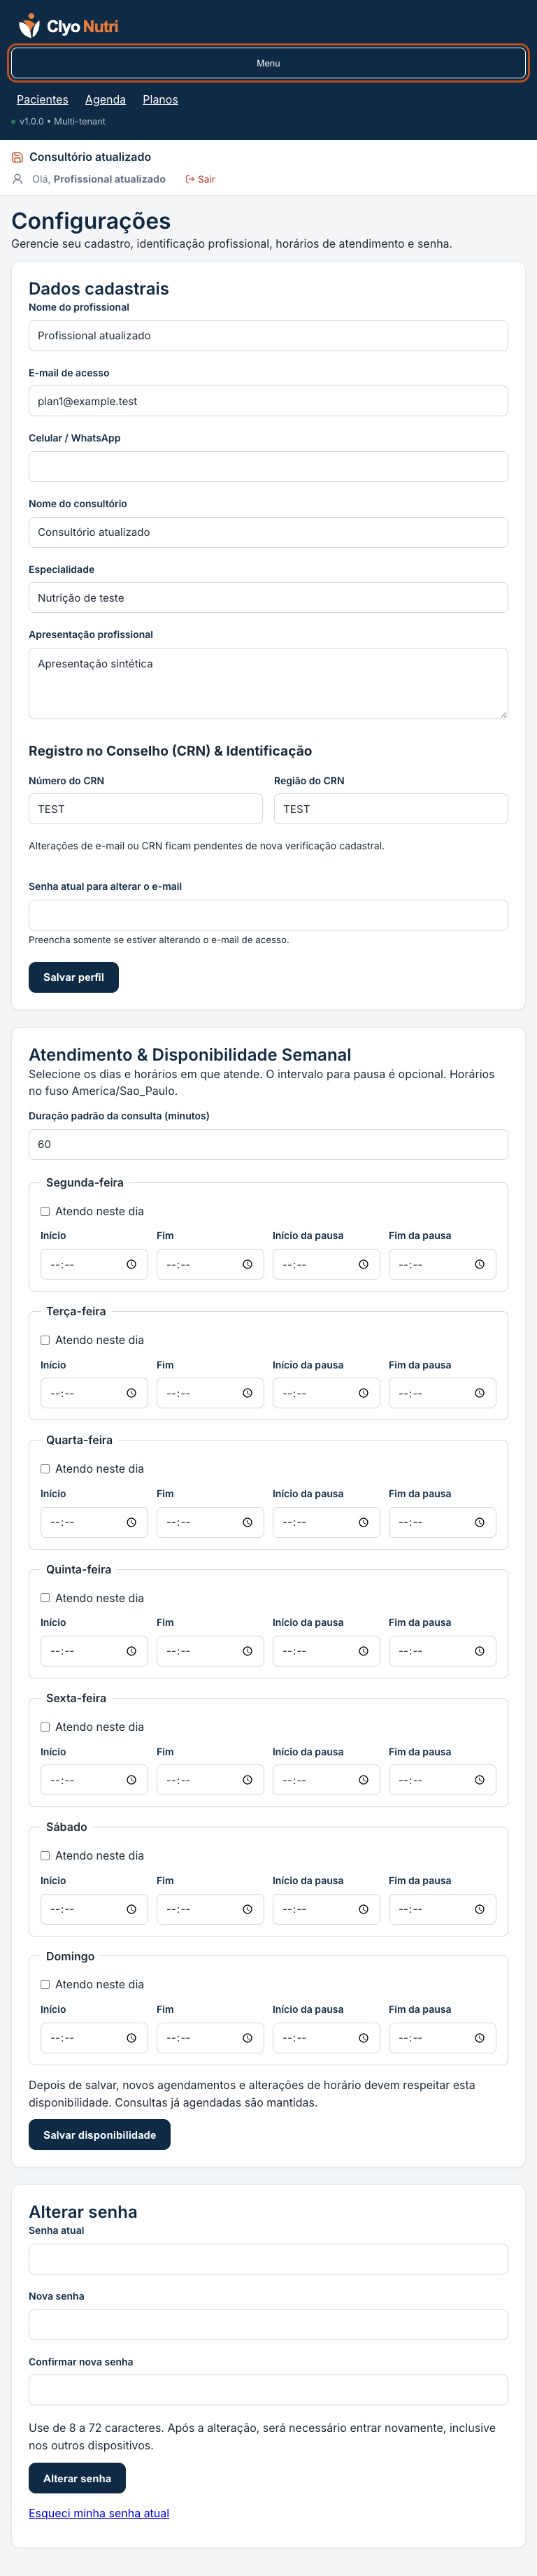 Clyo Nutri
Menu
Pacientes Agenda Planos
v1.0.0 • Multi-tenant
Consultório atualizado
Olá, Profissional atualizado Sair
Configurações
Gerencie seu cadastro, identificação profissional, horários de atendimento e senha.
Dados cadastrais
Nome do profissional
Profissional atualizado
E-mail de acesso
plan1@example.test
Celular / WhatsApp
Nome do consultório
Consultório atualizado
Especialidade
Nutrição de teste
Apresentação profissional
Apresentação sintética
Registro no Conselho (CRN) & Identificação
Número do CRN Região do CRN
TEST TEST
Alterações de e-mail ou CRN ficam pendentes de nova verificação cadastral.
Senha atual para alterar o e-mail
Preencha somente se estiver alterando o e-mail de acesso.
Salvar perfil
Atendimento & Disponibilidade Semanal
Selecione os dias e horários em que atende. O intervalo para pausa é opcional. Horários
no fuso America/Sao_Paulo.
Duração padrão da consulta (minutos)
60
Segunda-feira
Atendo neste dia
Início Fim Início da pausa Fim da pausa
--:-- --:-- --:-- --:--
Terça-feira
Atendo neste dia
Início Fim Início da pausa Fim da pausa
--:-- --:-- --:-- --:--
Quarta-feira
Atendo neste dia
Início Fim Início da pausa Fim da pausa
--:-- --:-- --:-- --:--
Quinta-feira
Atendo neste dia
Início Fim Início da pausa Fim da pausa
--:-- --:-- --:-- --:--
Sexta-feira
Atendo neste dia
Início Fim Início da pausa Fim da pausa
--:-- --:-- --:-- --:--
Sábado
Atendo neste dia
Início Fim Início da pausa Fim da pausa
--:-- --:-- --:-- --:--
Domingo
Atendo neste dia
Início Fim Início da pausa Fim da pausa
--:-- --:-- --:-- --:--
Depois de salvar, novos agendamentos e alterações de horário devem respeitar esta
disponibilidade. Consultas já agendadas são mantidas.
Salvar disponibilidade
Alterar senha
Senha atual
Nova senha
Confirmar nova senha
Use de 8 a 72 caracteres. Após a alteração, será necessário entrar novamente, inclusive
nos outros dispositivos.
Alterar senha
Esqueci minha senha atual